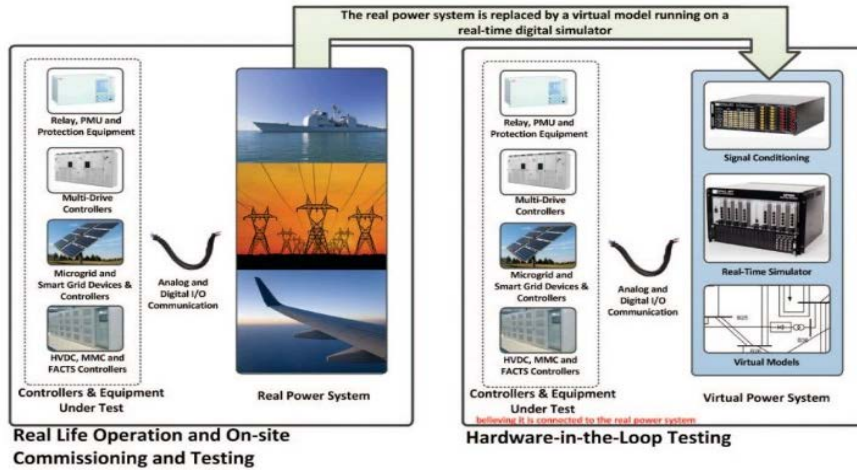 The real power system is replaced by a virtual model running on a
real-time digital simulator
Relay, PMU and
Protection Equipment
Multi-Drive
Controllers
Microgrid and
Smart Grid Devices &
Controllers
HVDC, MMC and
FACTS Controllers
Controllers & Equipment
Under Test
Analog and
Digital I/O
Communication
Real Power System
Real Life Operation and On-site
Commissioning and Testing
Relay, PMU and
Protection Equipment
Multi-Drive
Controllers
Microgrid and
Smart Grid Devices &
Controllers
HVDC, MMC and
FACTS Controllers
Controllers & Equipment
Under Test
believing it is connected to the real power system
Analog and
Digital I/O
Communication
Signal Conditioning
Real-Time Simulator
B25
Virtual Models
Virtual Power System
Hardware-in-the-Loop Testing